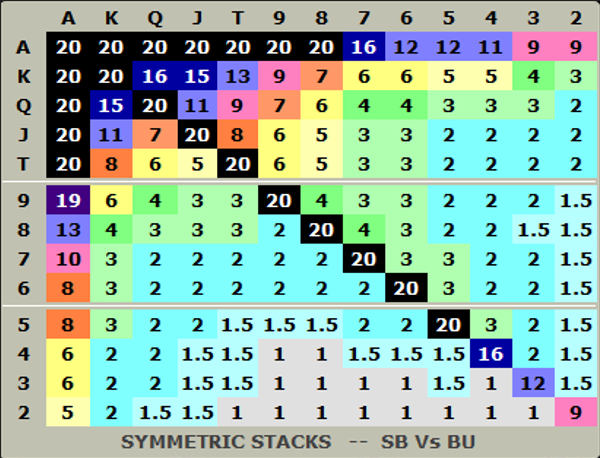 A K Q J T 9 8 7 6 5 4 3 2
A 20 20 20 20 20 20 20 16 12 12 11 9 9
K 20 20 16 15 13 9 7 6 6 5 5 4 3
Q 20 15 20 11 9 7 6 4 4 3 3 3 2
J 20 11 7 20 8 6 5 3 3 2 2 2 2
T 20 8 6 5 20 6 5 3 3 2 2 2 2
9 19 6 4 3 3 20 4 3 3 2 2 2 1.5
8 13 4 3 3 3 2 20 4 3 2 2 1.5 1.5
7 10 3 2 2 2 2 2 20 3 3 2 2 1.5
6 8 3 2 2 2 2 2 2 20 3 2 2 1.5
5 8 3 2 2 1.5 1.5 1.5 2 2 20 3 2 1.5
4 6 2 2 1.5 1.5 1 1 1.5 1.5 1.5 16 2 1.5
3 6 2 2 1.5 1.5 1 1 1 1 1.5 1 12 1.5
2 5 2 1.5 1.5 1 1 1 1 1 1 1 1 9
SYMMETRIC STACKS -- SB Vs BU